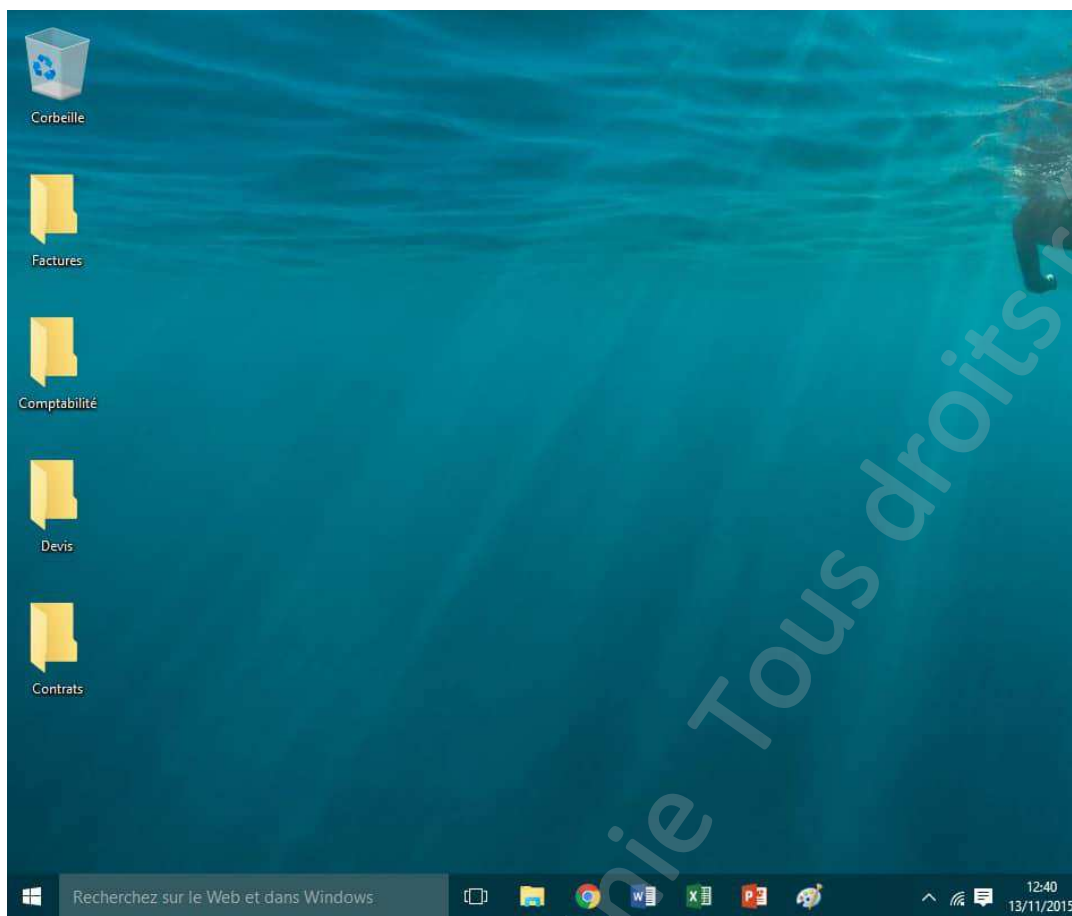 Corbeille
Factures
Comptabilité
Devis
Contrats
Recherchez sur le Web et dans Windows
12:40
13/11/2015
Tous droits